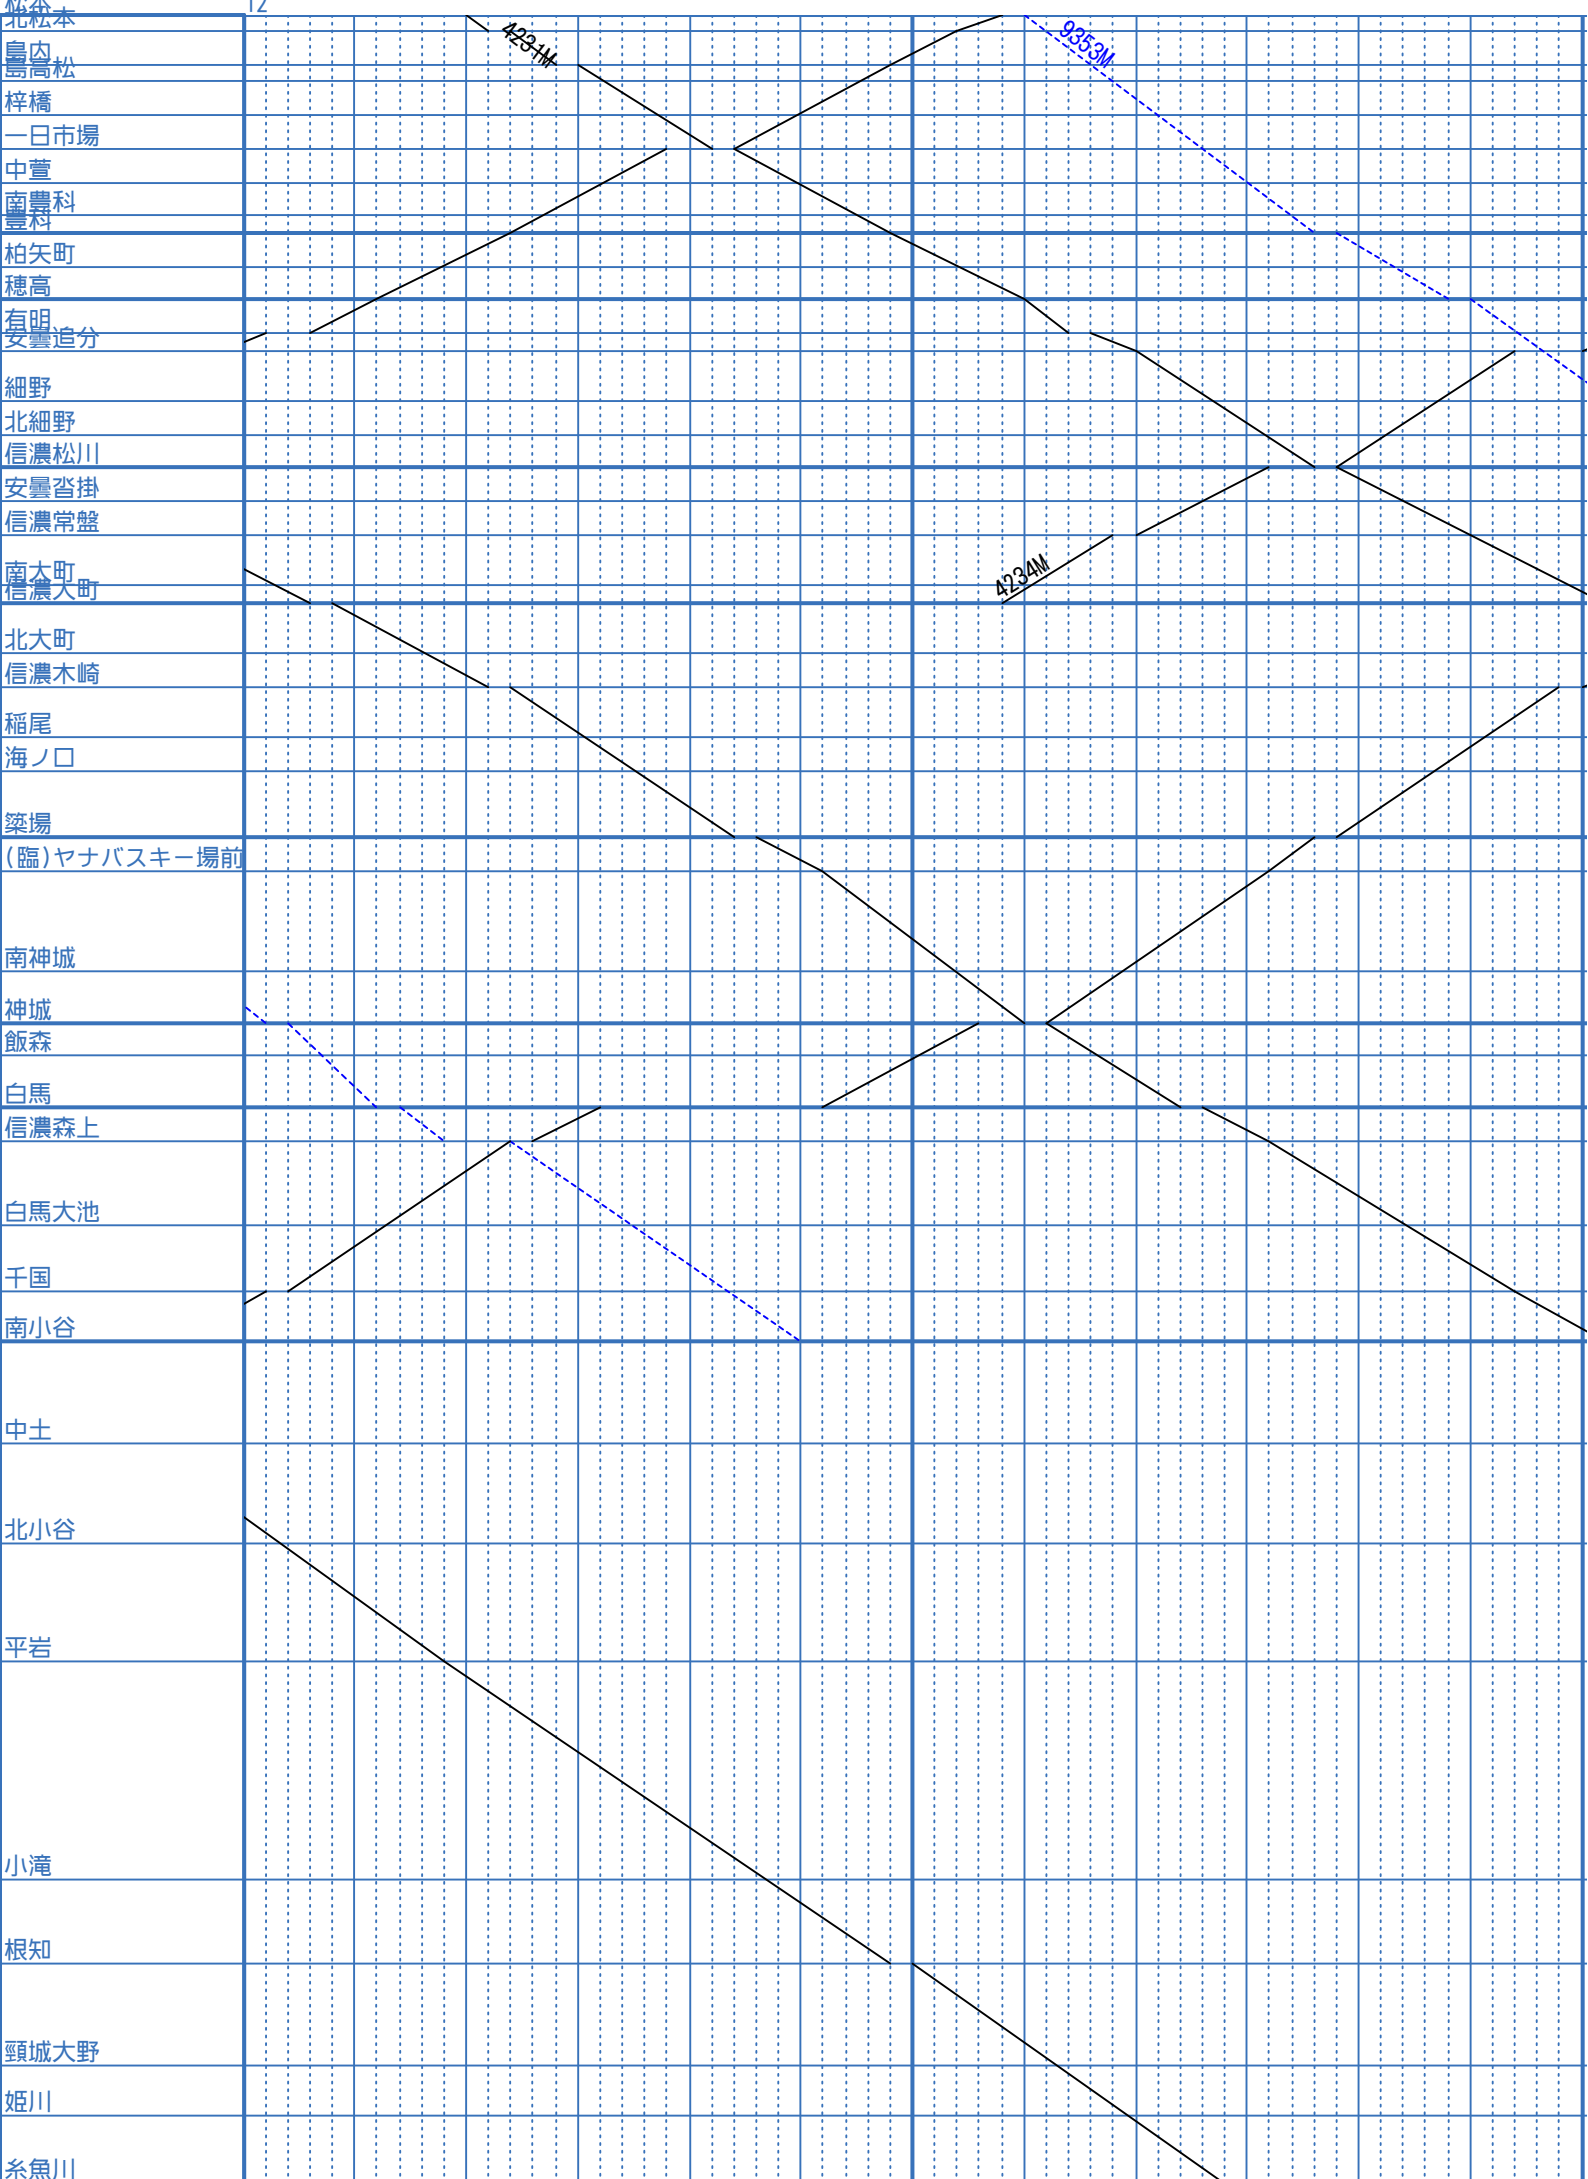 松本
12
北松本
島内
島高松
梓橋
一日市場
中萱
南豊科
豊科
柏矢町
穂高
有明
安曇追分
細野
北細野
信濃松川
安曇沓掛
信濃常盤
南大町
信濃大町
北大町
信濃木崎
稲尾
海ノ口
簗場
(臨)ヤナバスキー場前
南神城
神城
飯森
白馬
信濃森上
白馬大池
千国
南小谷
中土
北小谷
平岩
小滝
根知
頸城大野
姫川
糸魚川
4231M
9353M
4234M